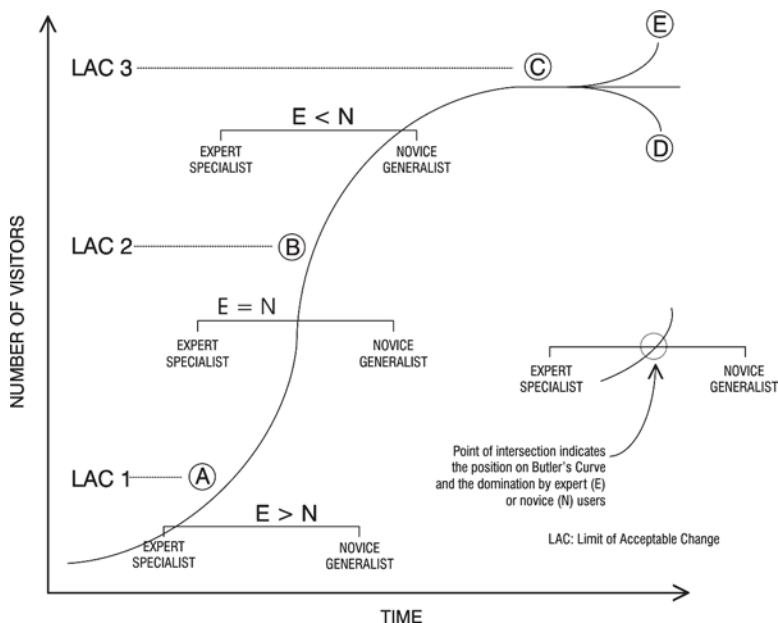 E
LAC 3
C
E < N
EXPERT
SPECIALIST
NOVICE
GENERALIST
D
LAC 2
B
E = N
EXPERT
SPECIALIST
NOVICE
GENERALIST
EXPERT
SPECIALIST
NOVICE
GENERALIST
Point of intersection indicates
the position on Butler's Curve
and the domination by expert (E)
or novice (N) users
LAC 1
A
E > N
EXPERT
SPECIALIST
NOVICE
GENERALIST
LAC: Limit of Acceptable Change
NUMBER OF VISITORS
TIME